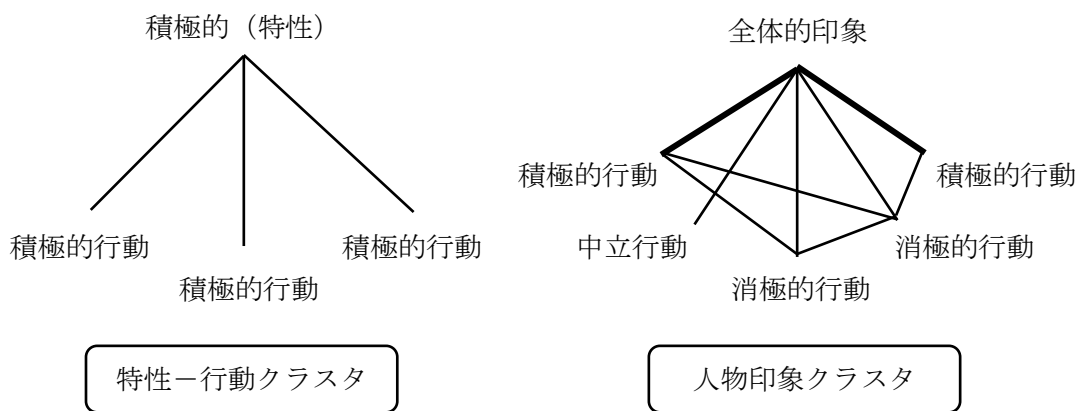 積極的（特性）
積極的行動
積極的行動
積極的行動
特性－行動クラスタ
全体的印象
積極的行動
積極的行動
中立行動
消極的行動
消極的行動
人物印象クラスタ